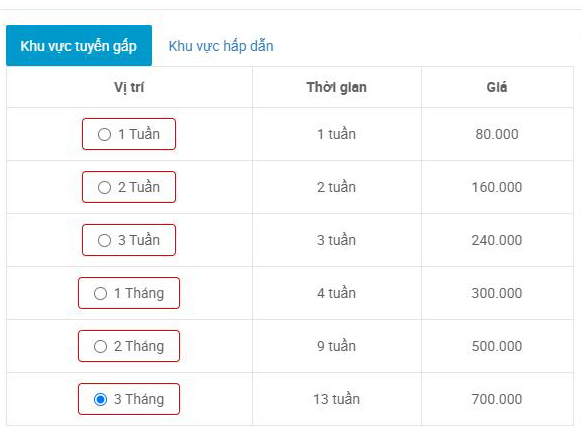 Khu vực tuyển gấp Khu vực hấp dẫn
Vị trí Thời gian Giá
1 Tuần 1 tuần 80.000
2 Tuần 2 tuần 160.000
3 Tuần 3 tuần 240.000
1 Tháng 4 tuần 300.000
2 Tháng 9 tuần 500.000
3 Tháng 13 tuần 700.000